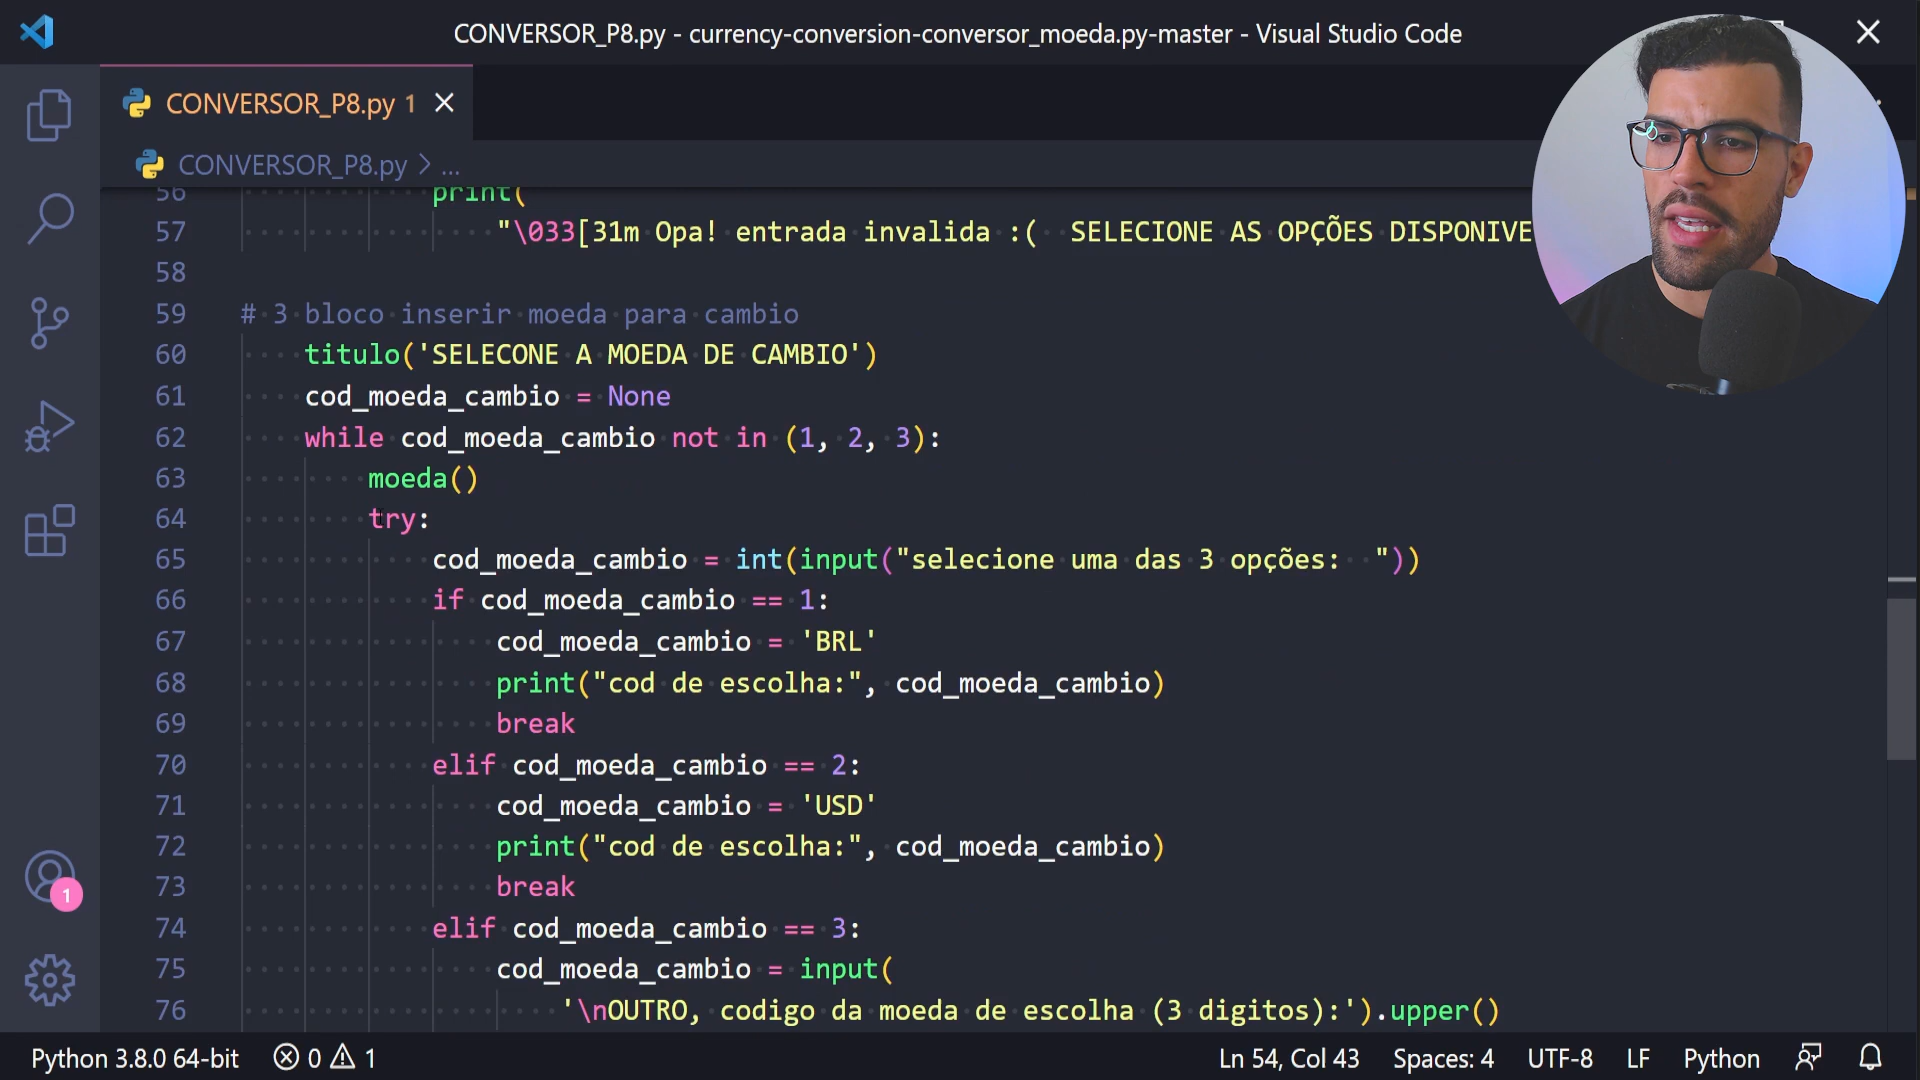 CONVERSOR_P8.py - currency-conversion-conversor_moeda.py-master - Visual Studio Code
CONVERSOR_P8.py 1
CONVERSOR_P8.py > ...
56 print(
57 "\033[31m Opa! entrada invalida :(  SELECIONE AS OPÇÕES DISPONIVE
58
59 # 3 bloco inserir moeda para cambio
60 titulo('SELECONE A MOEDA DE CAMBIO')
61 cod_moeda_cambio = None
62 while cod_moeda_cambio not in (1, 2, 3):
63 moeda()
64 try:
65 cod_moeda_cambio = int(input("selecione uma das 3 opções:  "))
66 if cod_moeda_cambio == 1:
67 cod_moeda_cambio = 'BRL'
68 print("cod de escolha:", cod_moeda_cambio)
69 break
70 elif cod_moeda_cambio == 2:
71 cod_moeda_cambio = 'USD'
72 print("cod de escolha:", cod_moeda_cambio)
73 break
74 elif cod_moeda_cambio == 3:
75 cod_moeda_cambio = input(
76 '\nOUTRO, codigo da moeda de escolha (3 digitos):').upper()
1
Python 3.8.0 64-bit 0 1 Ln 54, Col 43 Spaces: 4 UTF-8 LF Python